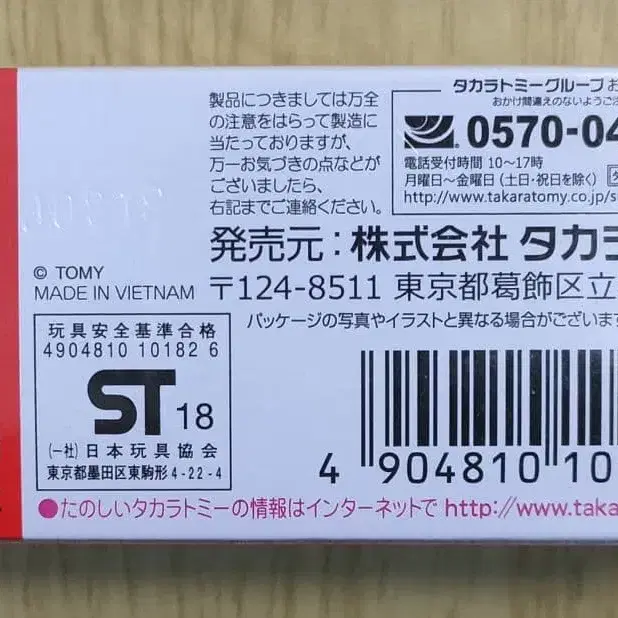 製品につきましては万全
の注意をはらって製造に
当たっておりますが、
万一お気づきの点などが
ございましたら、
右記までご連絡ください。
タカラトミーグループお
おかけ間違えのないようご注
0570-04
電話受付時間 10～17時
月曜日～金曜日(土日・祝日を除く)
http://www.takaratomy.co.jp/su
発売元:株式会社 タカラ
〒124-8511 東京都葛飾区立
パッケージの写真やイラストと異なる場合がございます
© TOMY
MADE IN VIETNAM
玩具安全基準合格
4904810 10182 6
ST 18
(一社)日本玩具協会
東京都墨田区東駒形4-22-4
4 904810 10
●たのしいタカラトミーの情報はインターネットで http://www.taka